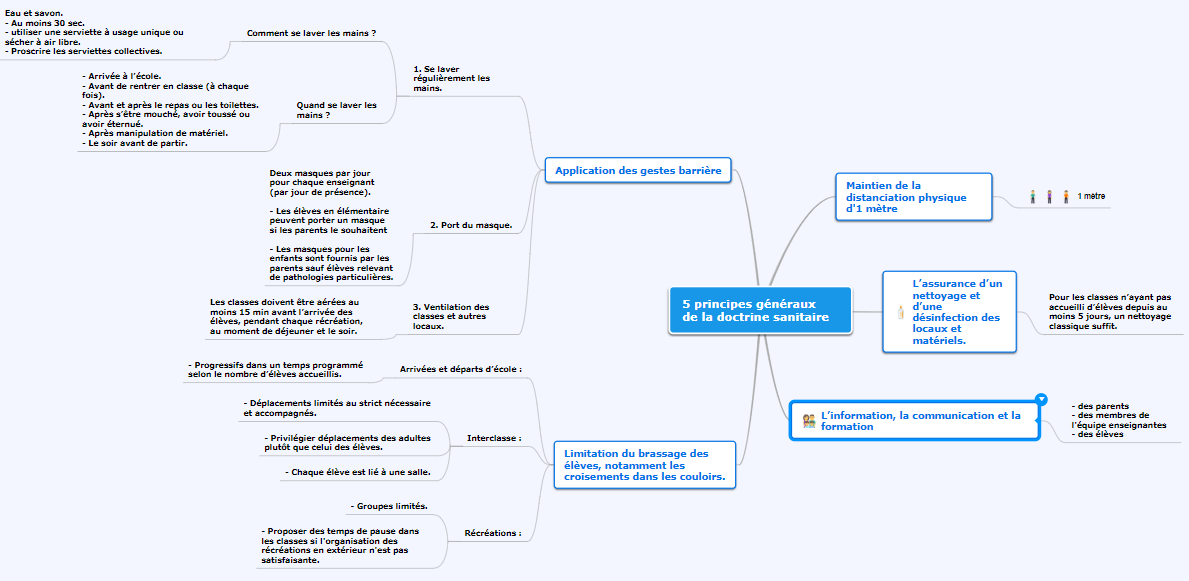 5 principes généraux
de la doctrine sanitaire
Application des gestes barrière
1. Se laver
régulièrement les
mains.
Comment se laver les mains ?
Eau et savon.
- Au moins 30 sec.
- utiliser une serviette à usage unique ou
sécher à air libre.
- Proscrire les serviettes collectives.
Quand se laver les
mains ?
- Arrivée à l'école.
- Avant de rentrer en classe (à chaque
fois).
- Avant et après le repas ou les toilettes.
- Après s'être mouché, avoir toussé ou
avoir éternué.
- Après manipulation de matériel.
- Le soir avant de partir.
2. Port du masque.
Deux masques par jour
pour chaque enseignant
(par jour de présence).
- Les élèves en élémentaire
peuvent porter un masque
si les parents le souhaitent
- Les masques pour les
enfants sont fournis par les
parents sauf élèves relevant
de pathologies particulières.
3. Ventilation des
classes et autres
locaux.
Les classes doivent être aérées au
moins 15 min avant l'arrivée des
élèves, pendant chaque récréation,
au moment de déjeuner et le soir.
Limitation du brassage des
élèves, notamment les
croisements dans les couloirs.
Arrivées et départs d'école :
- Progressifs dans un temps programmé
selon le nombre d'élèves accueillis.
Interclasse :
- Déplacements limités au strict nécessaire
et accompagnés.
- Privilégier déplacements des adultes
plutôt que celui des élèves.
- Chaque élève est lié à une salle.
Récréations :
- Groupes limités.
- Proposer des temps de pause dans
les classes si l'organisation des
récréations en extérieur n'est pas
satisfaisante.
Maintien de la
distanciation physique
d'1 mètre
1 mètre
L'assurance d'un
nettoyage et
d'une
désinfection des
locaux et
matériels.
Pour les classes n'ayant pas
accueilli d'élèves depuis au
moins 5 jours, un nettoyage
classique suffit.
L'information, la communication et la
formation
- des parents
- des membres de
l'équipe enseignantes
- des élèves